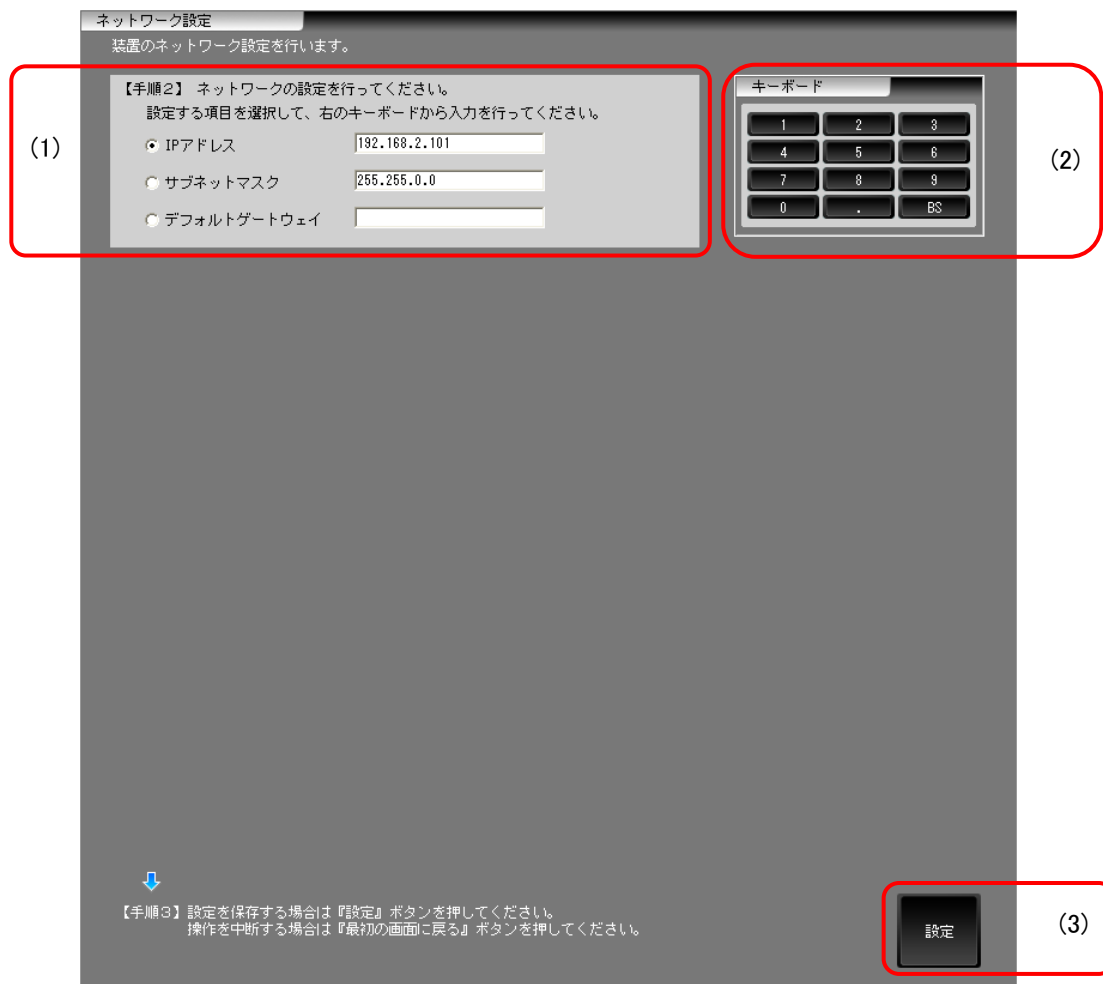 ネットワーク設定
装置のネットワーク設定を行います。
(1)
【手順2】 ネットワークの設定を行ってください。
設定する項目を選択して、右のキーボードから入力を行ってください。
IPアドレス 192.168.2.101
サブネットマスク 255.255.0.0
デフォルトゲートウェイ
キーボード
1 2 3
4 5 6
7 8 9
0 . BS
(2)
【手順3】設定を保存する場合は『設定』ボタンを押してください。
操作を中断する場合は『最初の画面に戻る』ボタンを押してください。
設定
(3)